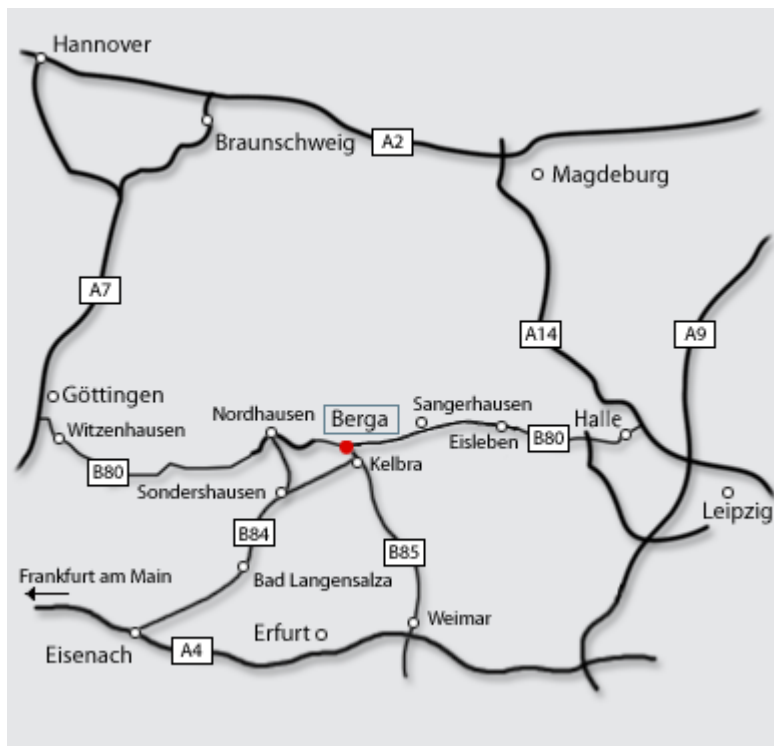 Hannover
Braunschweig
A2
Magdeburg
A7
A14
A9
Göttingen
Witzenhausen
Nordhausen
Berga
Sangerhausen
Halle
Eisleben
B80
B80
Kelbra
Sondershausen
Leipzig
B84
B85
Frankfurt am Main
Bad Langensalza
Weimar
Erfurt
Eisenach
A4